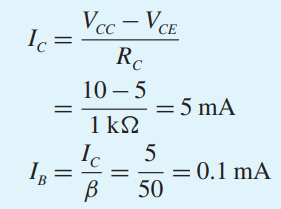 I_C = (V_CC − V_CE) / R_C
= (10 − 5) / 1 kΩ = 5 mA
I_B = I_C / β = 5 / 50 = 0.1 mA